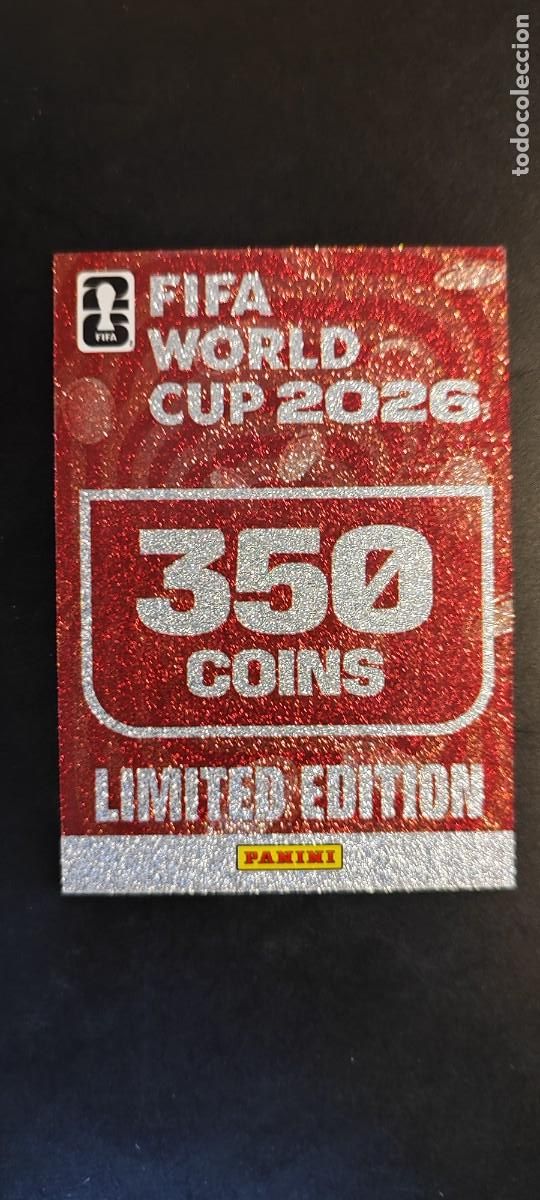 todocoleccion
FIFA
WORLD
CUP 2026
FIFA
350
COINS
LIMITED EDITION
PANINI